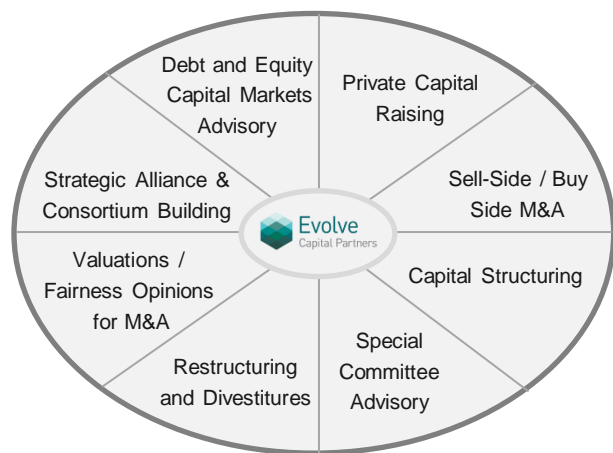 Debt and Equity
Capital Markets
Advisory
Private Capital
Raising
Sell-Side / Buy
Side M&A
Capital Structuring
Special
Committee
Advisory
Restructuring
and Divestitures
Valuations /
Fairness Opinions
for M&A
Strategic Alliance &
Consortium Building
Evolve
Capital Partners